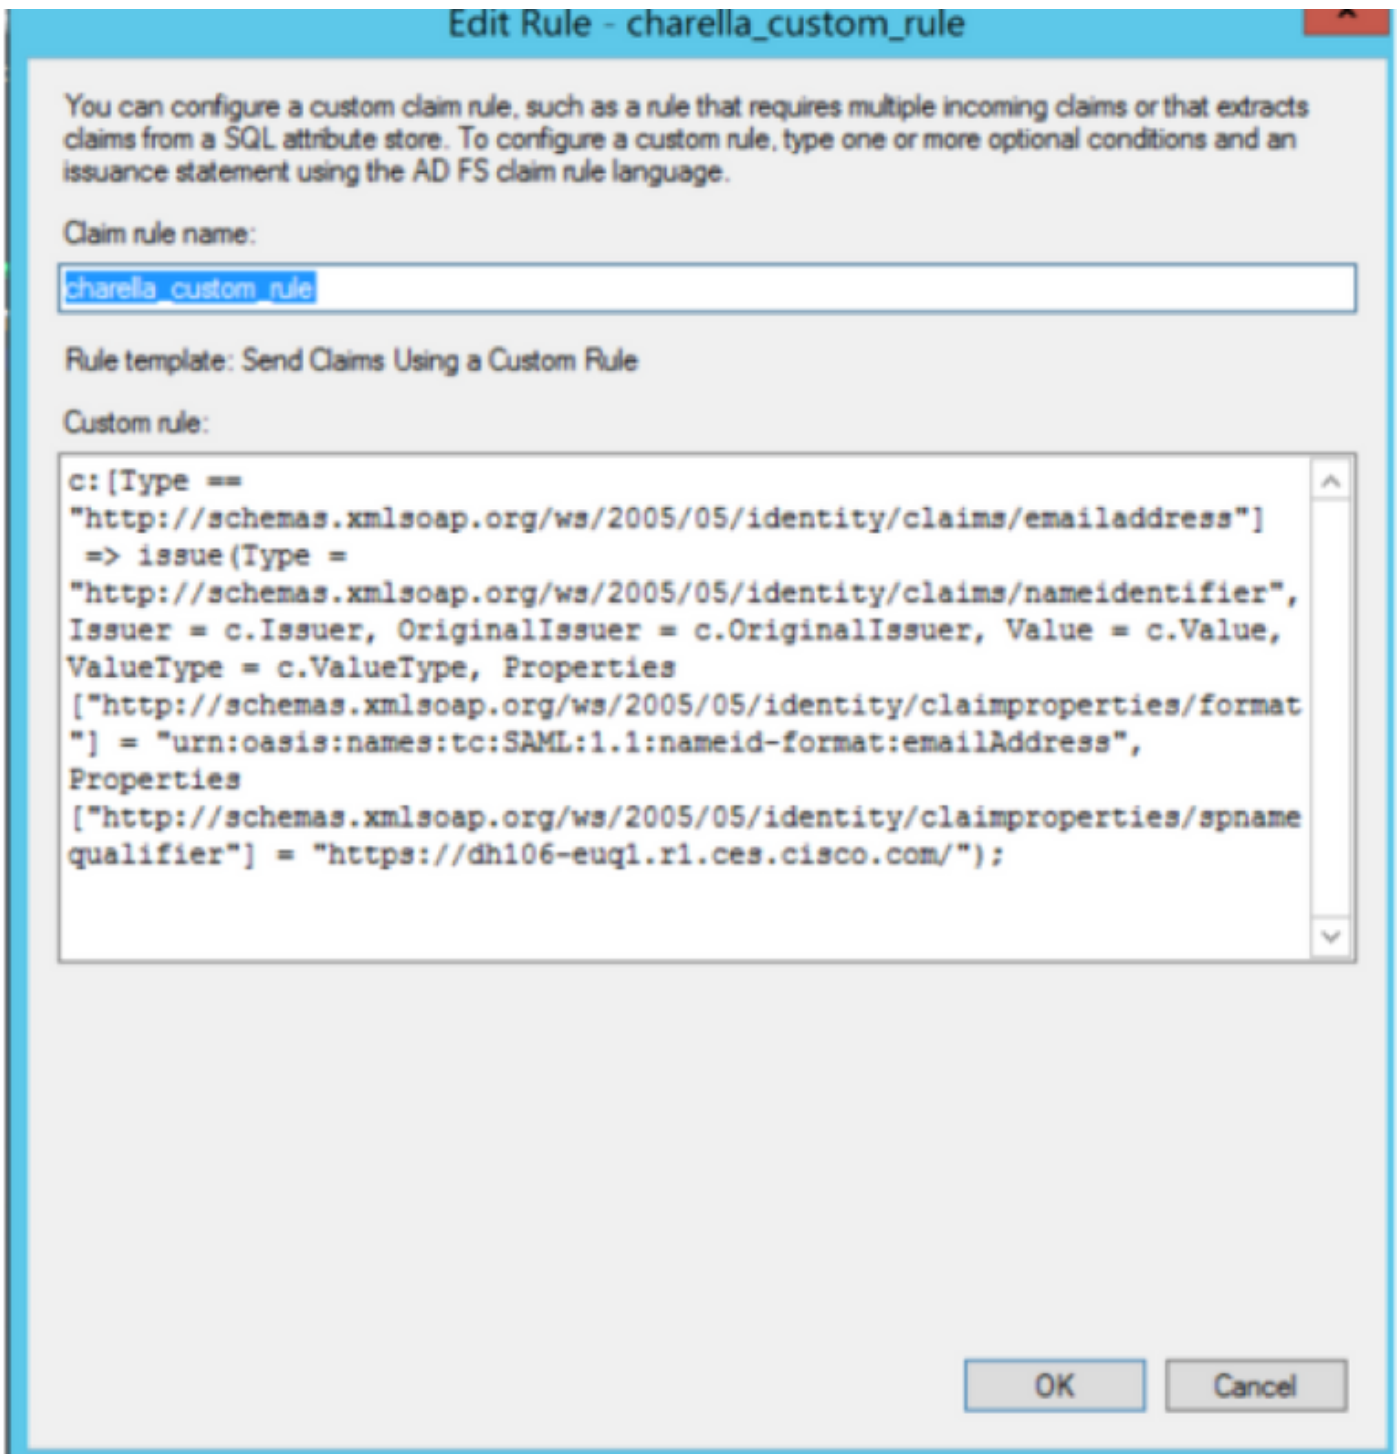 Edit Rule - charella_custom_rule
You can configure a custom claim rule, such as a rule that requires multiple incoming claims or that extracts
claims from a SQL attribute store. To configure a custom rule, type one or more optional conditions and an
issuance statement using the AD FS claim rule language.
Claim rule name:
charella_custom_rule
Rule template: Send Claims Using a Custom Rule
Custom rule:
c:[Type ==
"http://schemas.xmlsoap.org/ws/2005/05/identity/claims/emailaddress"]
 => issue(Type =
"http://schemas.xmlsoap.org/ws/2005/05/identity/claims/nameidentifier",
Issuer = c.Issuer, OriginalIssuer = c.OriginalIssuer, Value = c.Value,
ValueType = c.ValueType, Properties
["http://schemas.xmlsoap.org/ws/2005/05/identity/claimproperties/format
"] = "urn:oasis:names:tc:SAML:1.1:nameid-format:emailAddress",
Properties
["http://schemas.xmlsoap.org/ws/2005/05/identity/claimproperties/spname
qualifier"] = "https://dh106-euq1.r1.ces.cisco.com/");
OK
Cancel